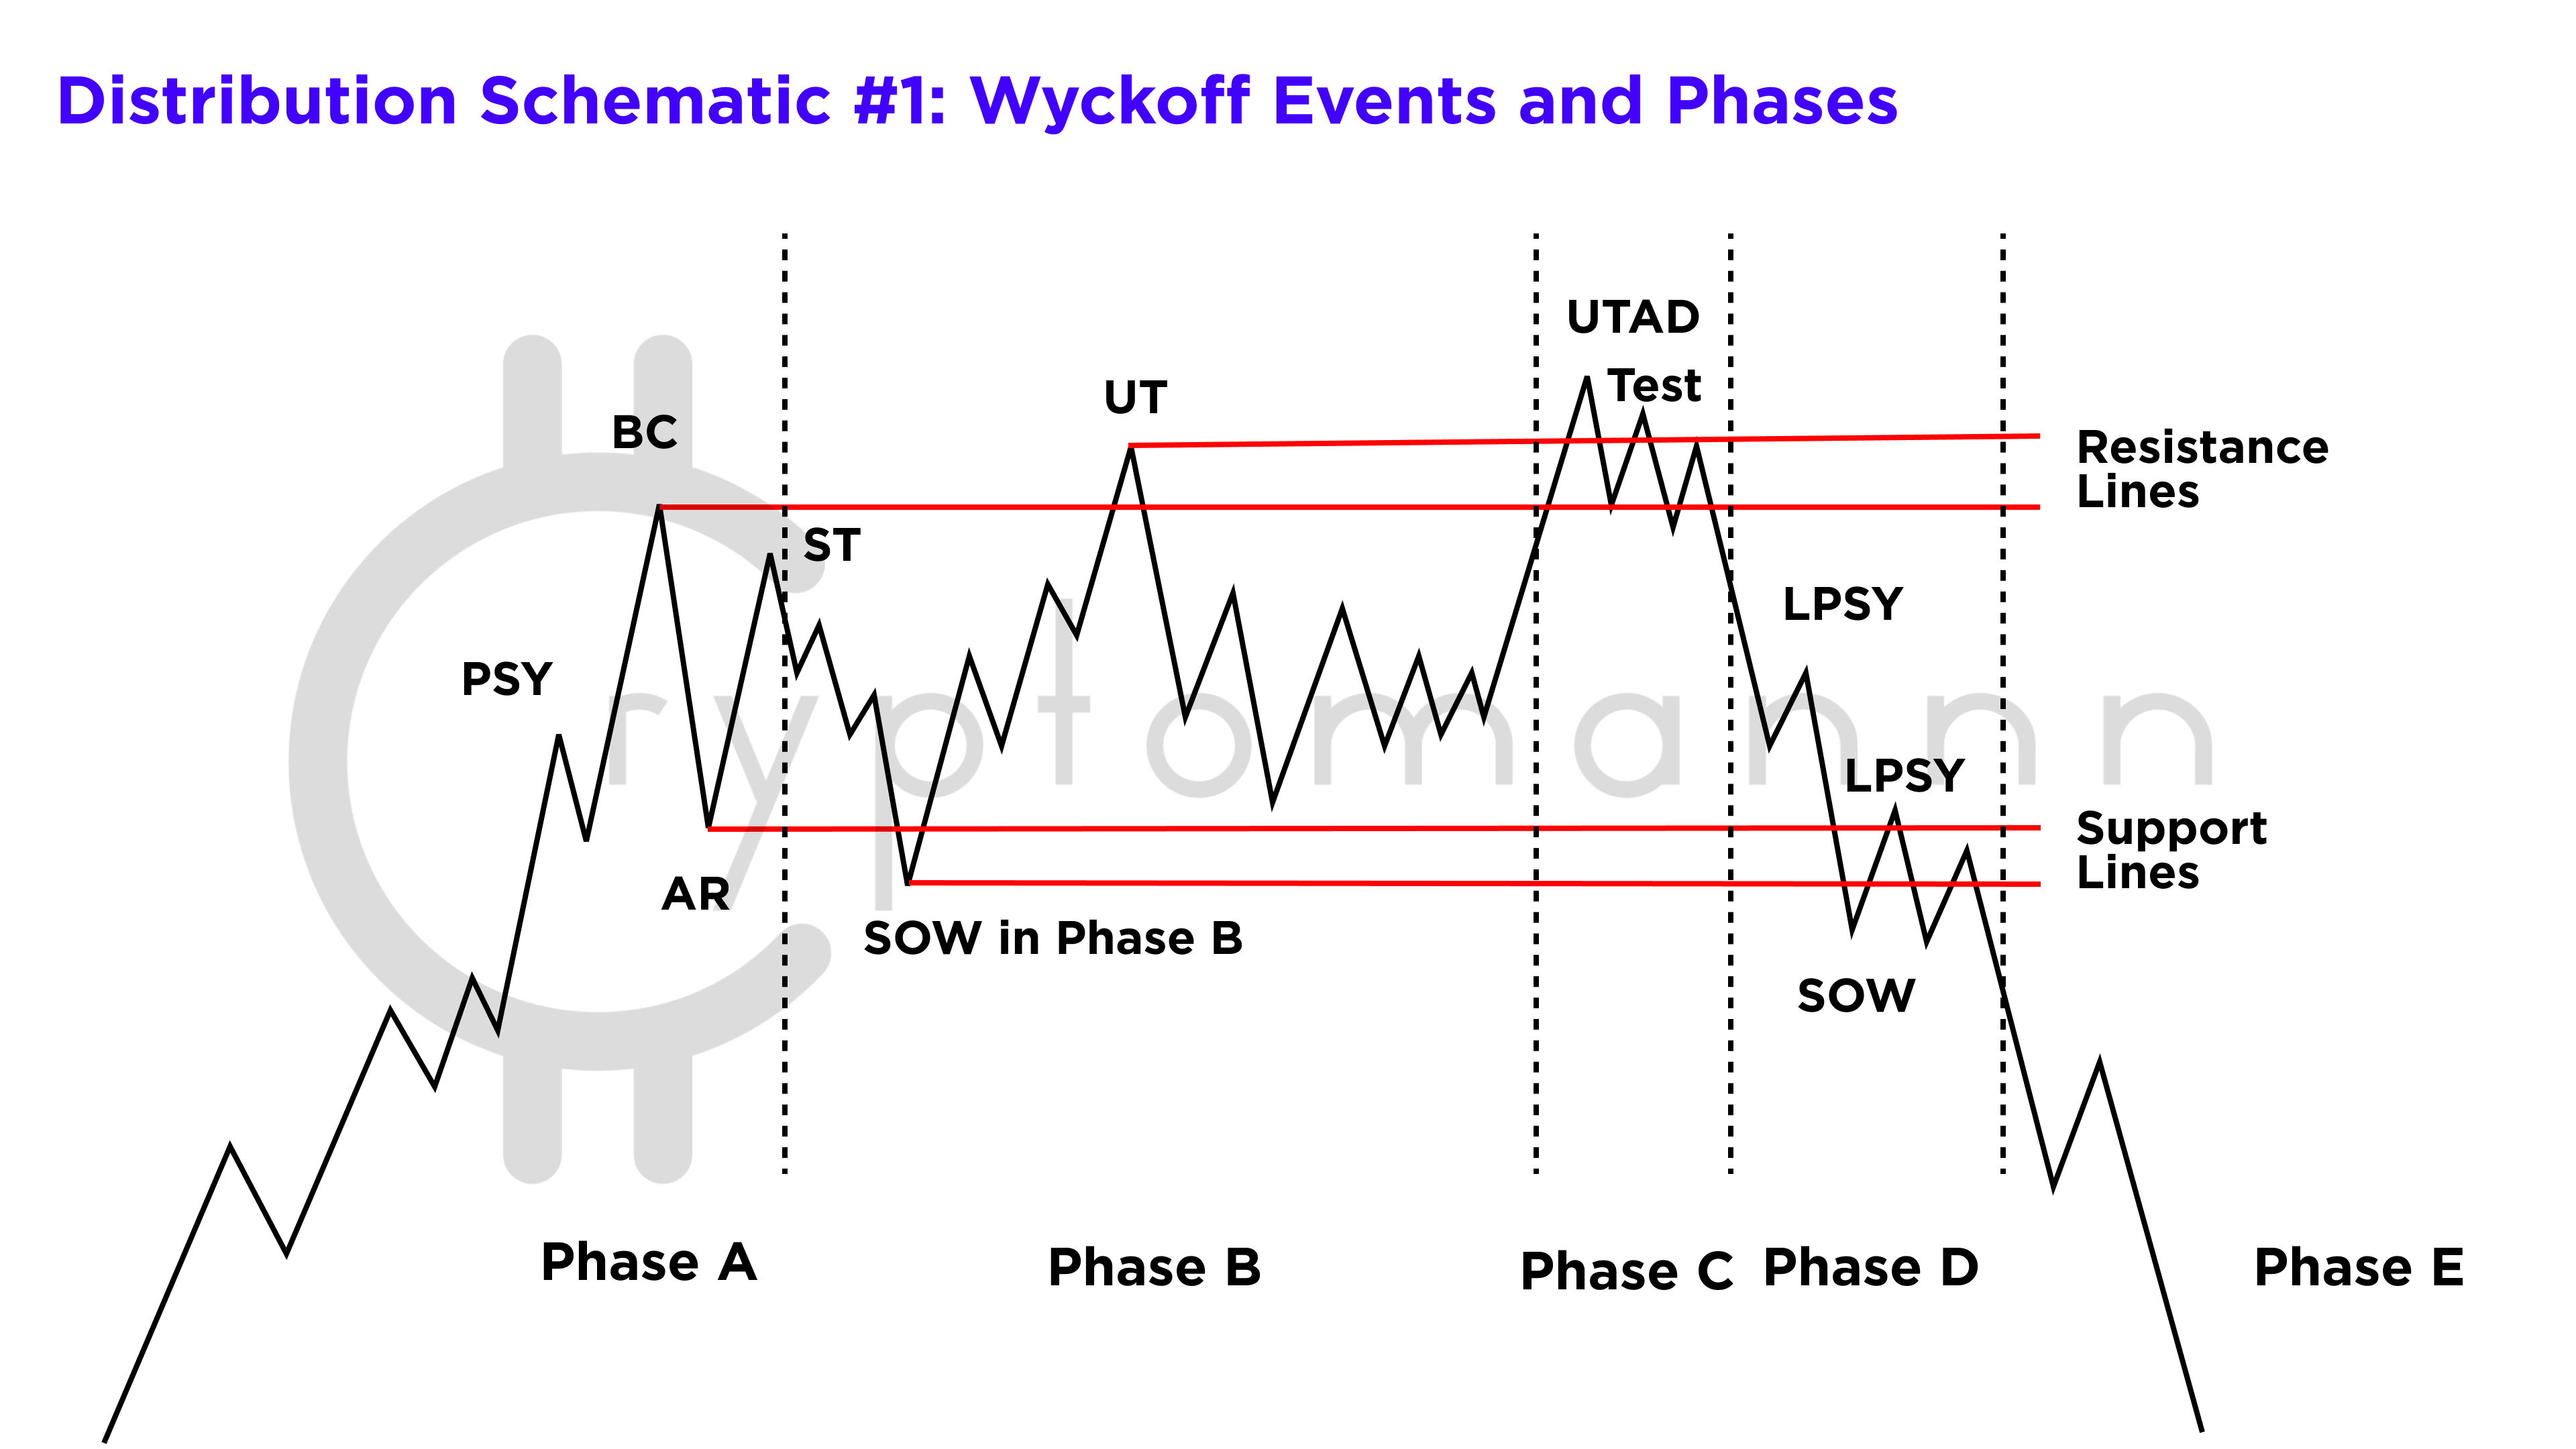 Distribution Schematic #1: Wyckoff Events and Phases
UTAD
Test
UT
BC
Resistance
Lines
ST
LPSY
PSY
Cryptomannn
LPSY
Support
Lines
AR
SOW in Phase B
SOW
Phase A
Phase B
Phase C
Phase D
Phase E